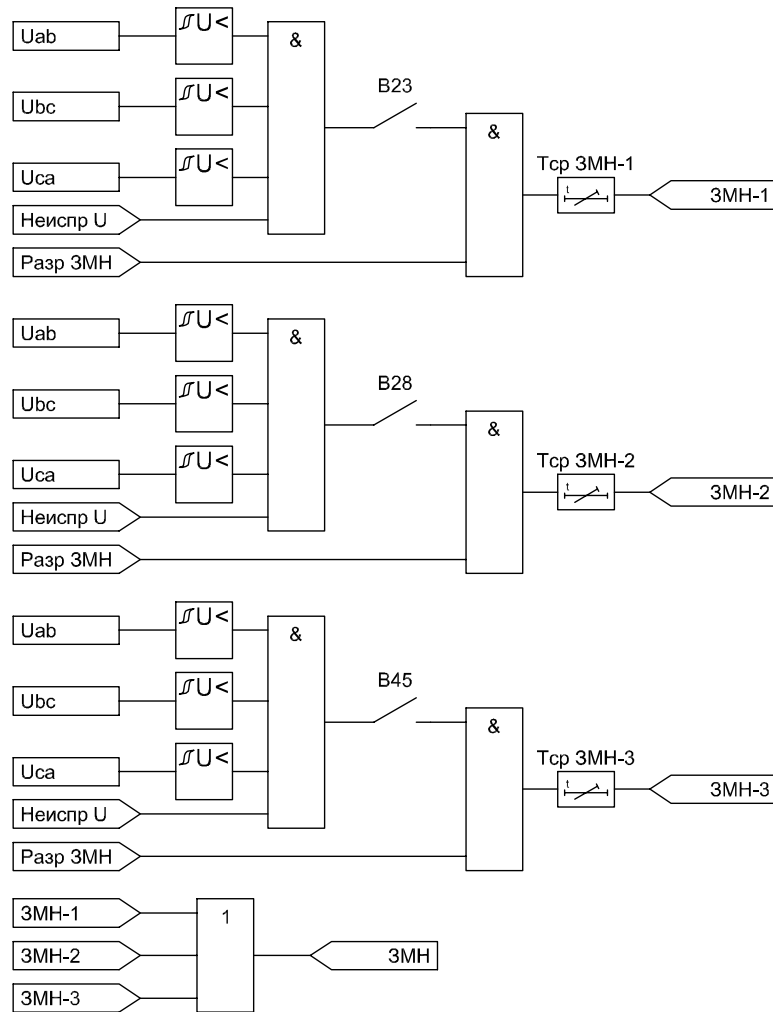 Uab
U<
&
B23
Ubc
U<
&
Uca
U<
Тср ЗМН-1
t
ЗМН-1
Неиспр U
Разр ЗМН
Uab
U<
&
B28
Ubc
U<
&
Uca
U<
Тср ЗМН-2
t
ЗМН-2
Неиспр U
Разр ЗМН
Uab
U<
&
B45
Ubc
U<
&
Uca
U<
Тср ЗМН-3
t
ЗМН-3
Неиспр U
Разр ЗМН
ЗМН-1
1
ЗМН-2
ЗМН
ЗМН-3